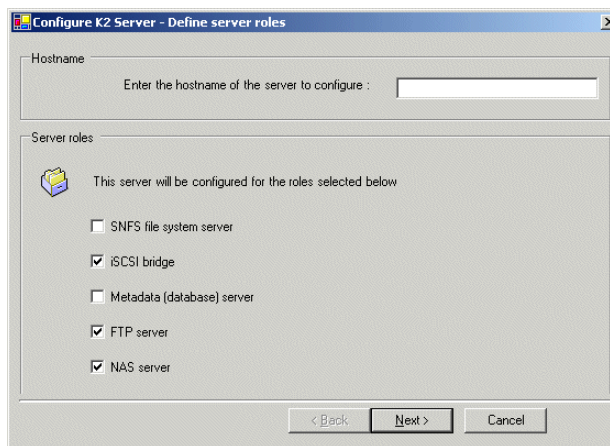 Configure K2 Server - Define server roles
Hostname
Enter the hostname of the server to configure :
Server roles
This server will be configured for the roles selected below
SNFS file system server
iSCSI bridge
Metadata (database) server
FTP server
NAS server
< Back Next > Cancel